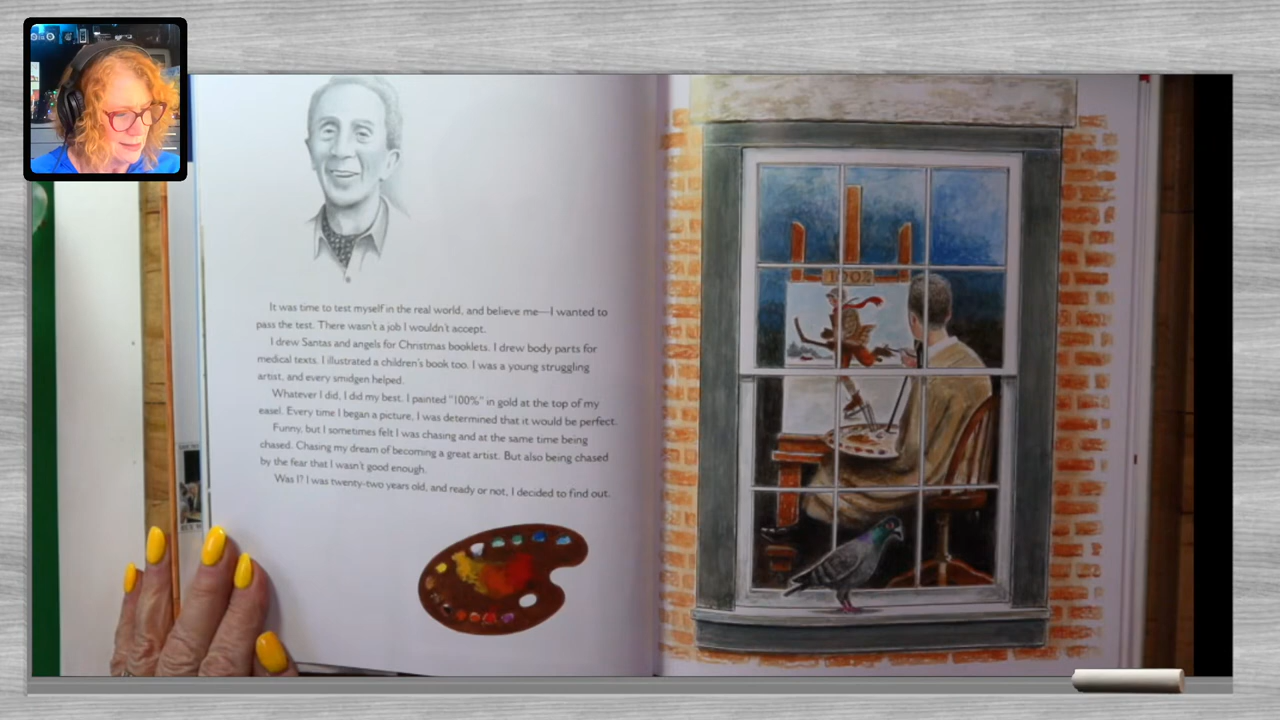 It was time to test myself in the real world, and believe me—I wanted to
pass the test. There wasn't a job I wouldn't accept.
I drew Santas and angels for Christmas booklets. I drew body parts for
medical texts. I illustrated a children's book too. I was a young struggling
artist, and every smidgen helped.
Whatever I did, I did my best. I painted "100%" in gold at the top of my
easel. Every time I began a picture, I was determined that it would be perfect.
Funny, but I sometimes felt I was chasing and at the same time being
chased. Chasing my dream of becoming a great artist. But also being chased
by the fear that I wasn't good enough.
Was I? I was twenty-two years old, and ready or not, I decided to find out.
100%